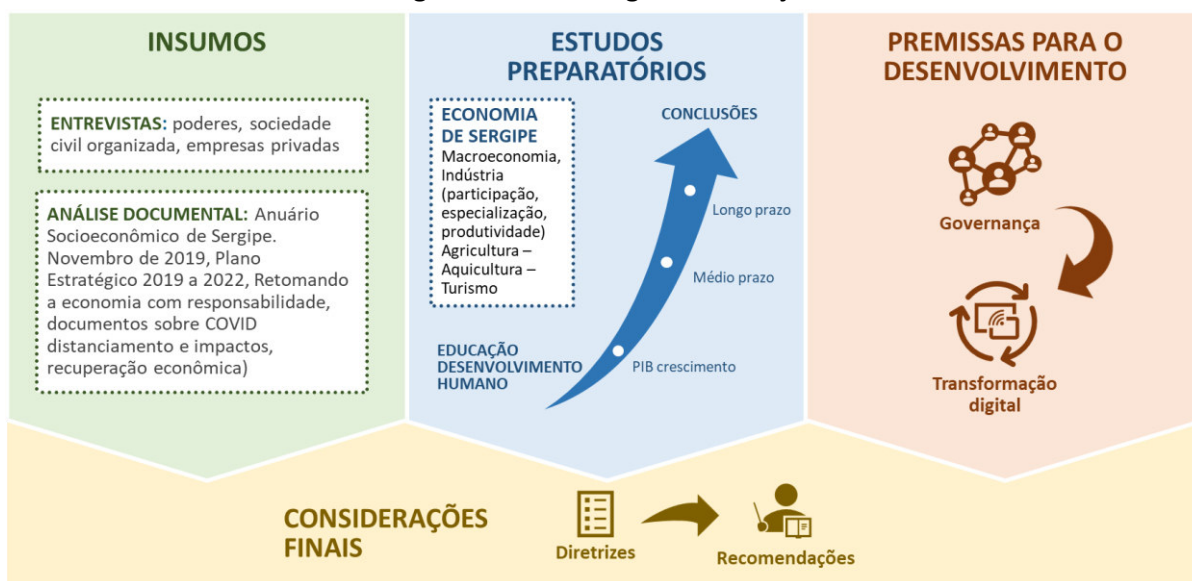 INSUMOS
ENTREVISTAS: poderes, sociedade
civil organizada, empresas privadas
ANÁLISE DOCUMENTAL: Anuário
Socioeconômico de Sergipe.
Novembro de 2019, Plano
Estratégico 2019 a 2022, Retomando
a economia com responsabilidade,
documentos sobre COVID
distanciamento e impactos,
recuperação econômica)
ESTUDOS
PREPARATÓRIOS
ECONOMIA
DE SERGIPE
Macroeconomia,
Indústria
(participação,
especialização,
produtividade)
Agricultura –
Aquicultura –
Turismo
CONCLUSÕES
Longo prazo
Médio prazo
PIB crescimento
EDUCAÇÃO
DESENVOLVIMENTO
HUMANO
PREMISSAS PARA O
DESENVOLVIMENTO
Governança
Transformação
digital
CONSIDERAÇÕES
FINAIS
Diretrizes
Recomendações